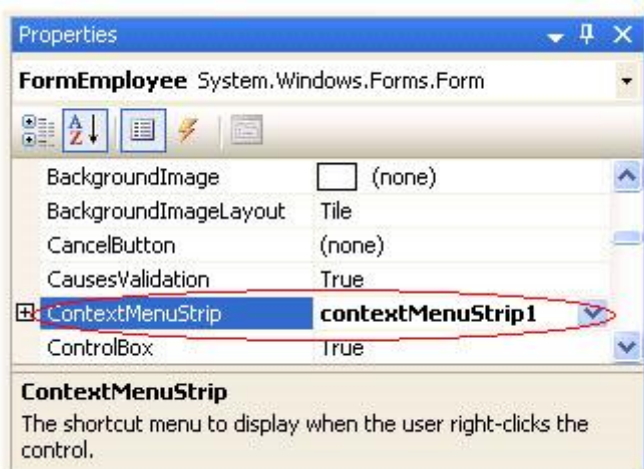 Properties
FormEmployee System.Windows.Forms.Form
BackgroundImage (none)
BackgroundImageLayout Tile
CancelButton (none)
CausesValidation True
ContextMenuStrip contextMenuStrip1
ControlBox True
ContextMenuStrip
The shortcut menu to display when the user right-clicks the
control.